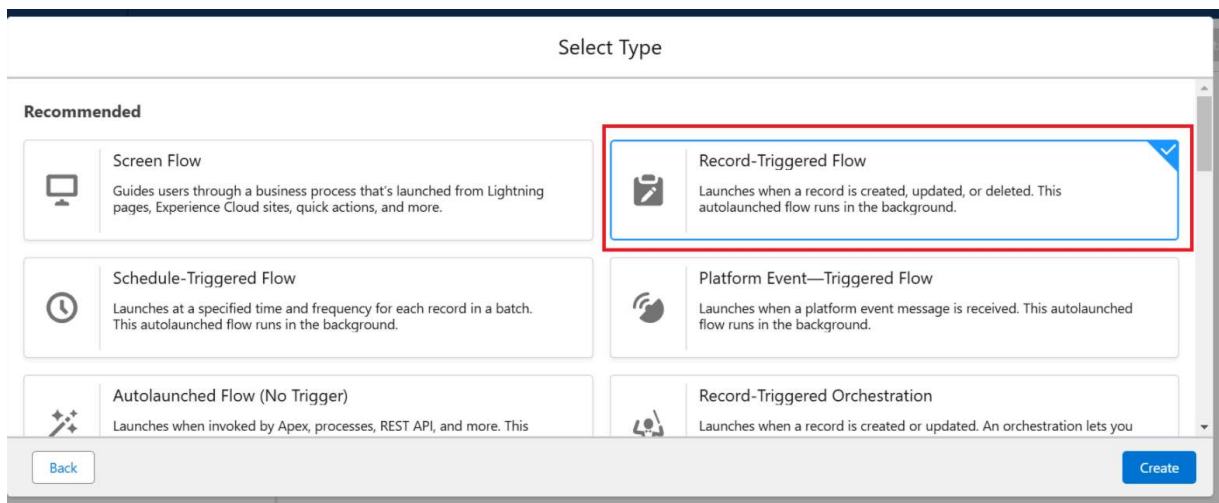 Select Type
Recommended
Screen Flow
Guides users through a business process that's launched from Lightning
pages, Experience Cloud sites, quick actions, and more.
Record-Triggered Flow
Launches when a record is created, updated, or deleted. This
autolaunched flow runs in the background.
Schedule-Triggered Flow
Launches at a specified time and frequency for each record in a batch.
This autolaunched flow runs in the background.
Platform Event—Triggered Flow
Launches when a platform event message is received. This autolaunched
flow runs in the background.
Autolaunched Flow (No Trigger)
Launches when invoked by Apex, processes, REST API, and more. This
Record-Triggered Orchestration
Launches when a record is created or updated. An orchestration lets you
Back
Create